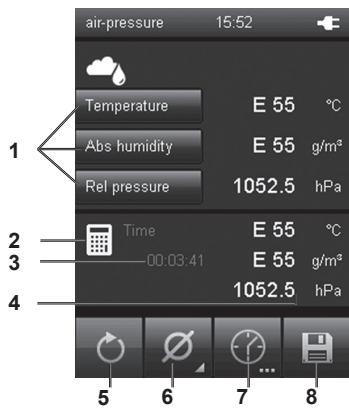 air-pressure 15:52
Temperature E 55 °C
1 Abs humidity E 55 g/m³
Rel pressure 1052.5 hPa
2 Time E 55 °C
3 00:03:41 E 55 g/m³
4 1052.5 hPa
5 6 7 8